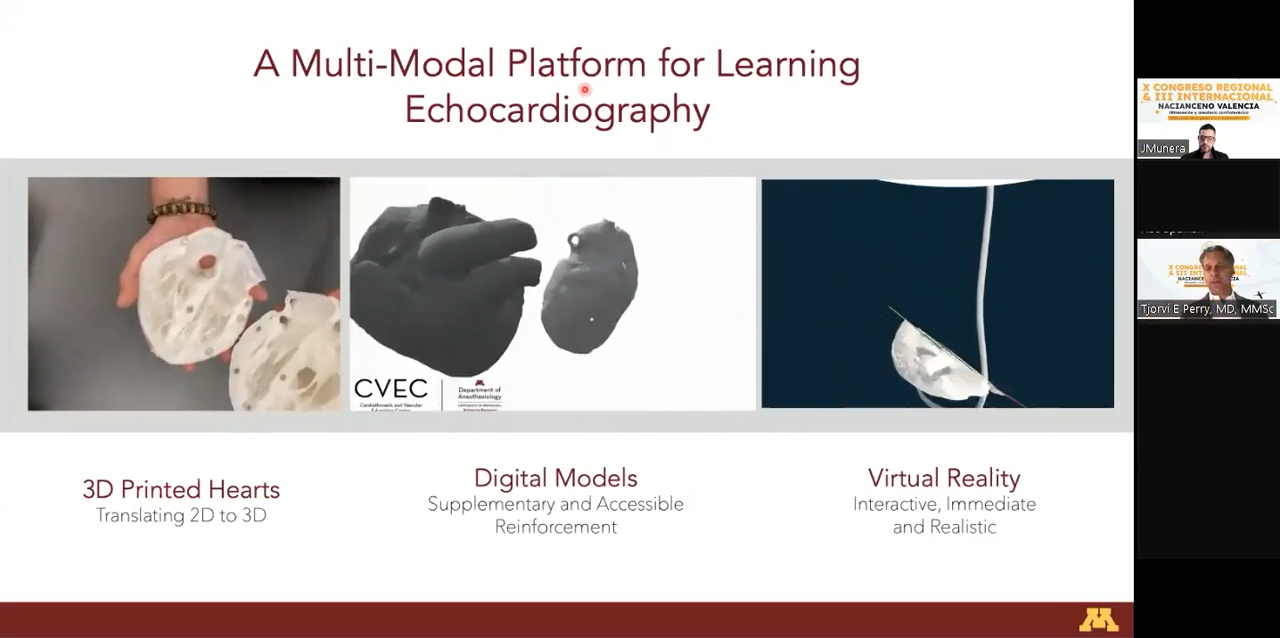 A Multi-Modal Platform for Learning
Echocardiography
CVEC
Department of
Anesthesiology
3D Printed Hearts
Translating 2D to 3D
Digital Models
Supplementary and Accessible
Reinforcement
Virtual Reality
Interactive, Immediate
and Realistic
X CONGRESO REGIONAL
& III INTERNACIONAL
NACIANCENO VALENCIA
JMunera
Tjorvi E Perry, MD, MMSc